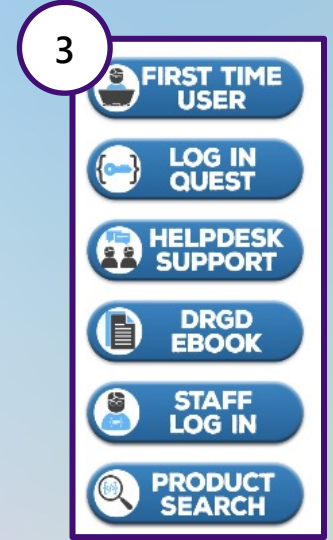 3
FIRST TIME
USER
LOG IN
QUEST
HELPDESK
SUPPORT
DRGD
EBOOK
STAFF
LOG IN
PRODUCT
SEARCH